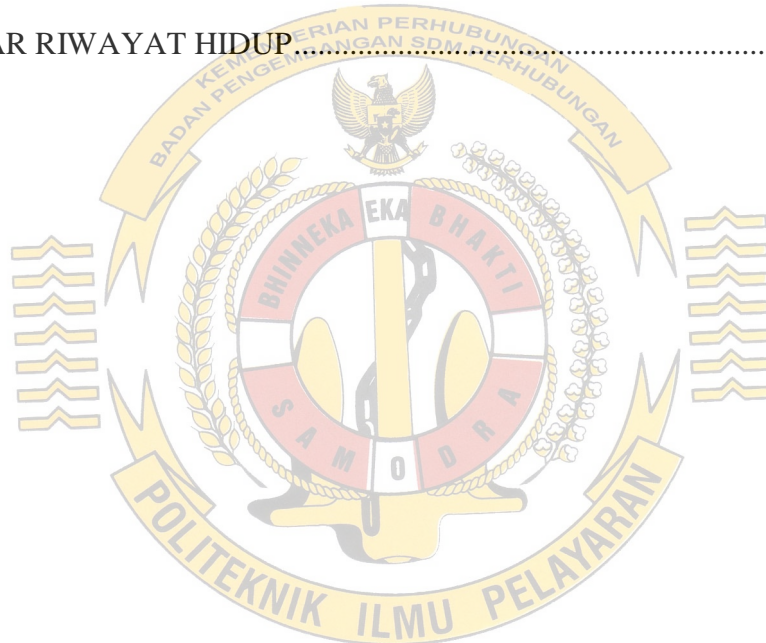 AR RIWAYAT HIDUP..............................................................
KEMENTERIAN PERHUBUNGAN
BADAN PENGEMBANGAN SDM PERHUBUNGAN
BHINNEKA EKA BHAKTI
SAMODRA
POLITEKNIK ILMU PELAYARAN